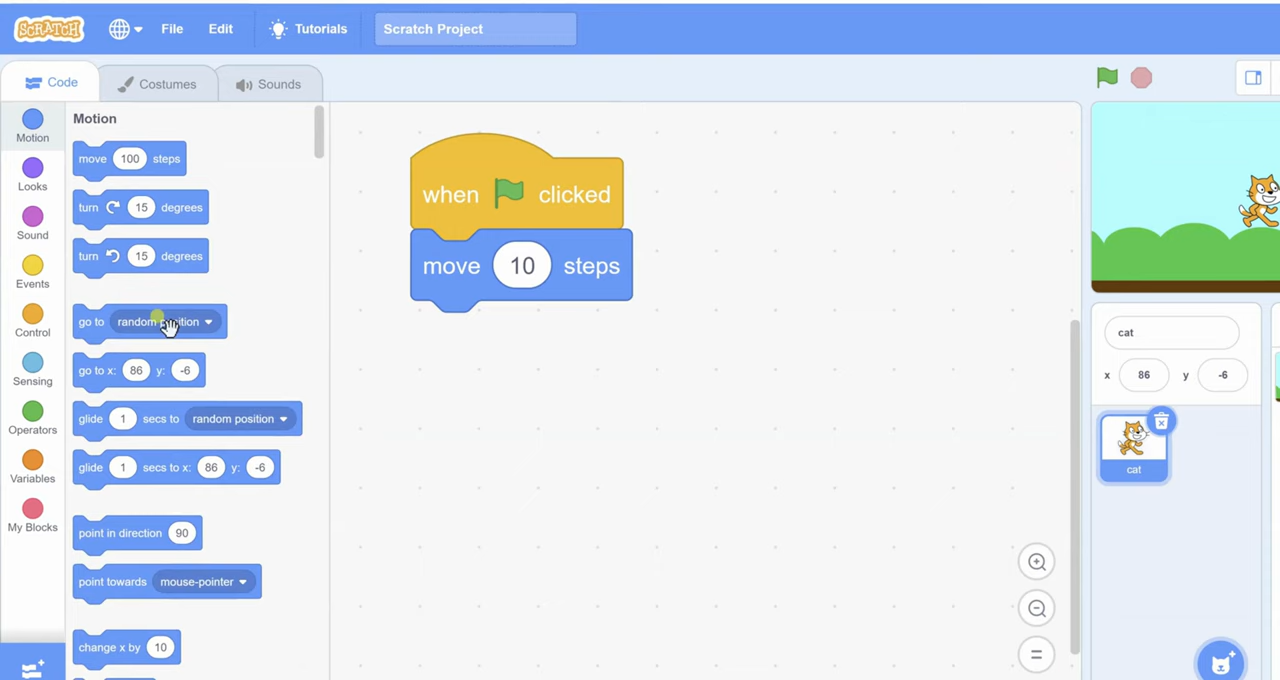 SCRATCH File Edit Tutorials Scratch Project
Code Costumes Sounds
Motion
Looks
Sound
Events
Control
Sensing
Operators
Variables
My Blocks
Motion
move 100 steps
turn 15 degrees
turn 15 degrees
go to random position
go to x: 86 y: -6
glide 1 secs to random position
glide 1 secs to x: 86 y: -6
point in direction 90
point towards mouse-pointer
change x by 10
when clicked
move 10 steps
cat
x 86 y -6
cat